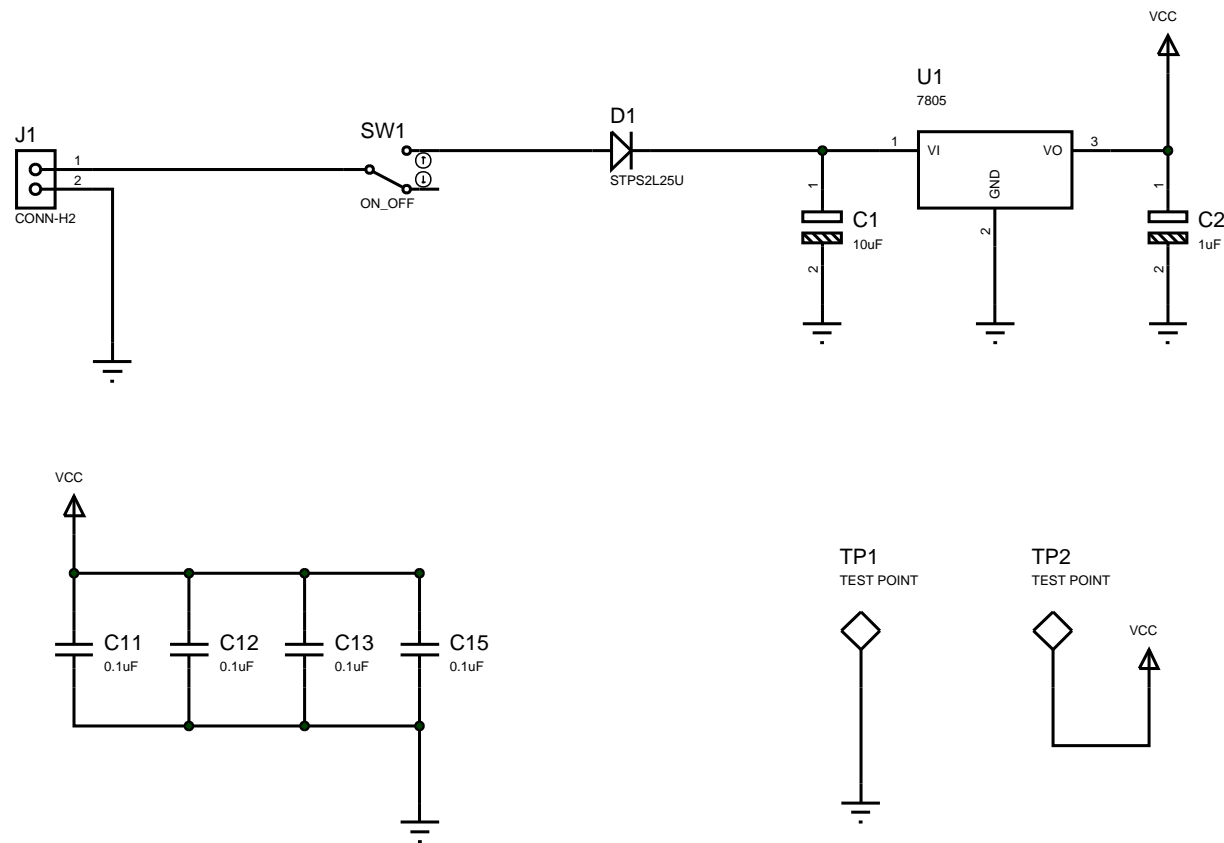 VCC
U1
7805
D1
J1
SW1
1
1
VI
VO
3
2
STPS2L25U
GND
CONN-H2
ON_OFF
1
1
C1
10uF
2
C2
1uF
2
2
VCC
TP1
TEST POINT
TP2
TEST POINT
VCC
C11
0.1uF
C12
0.1uF
C13
0.1uF
C15
0.1uF